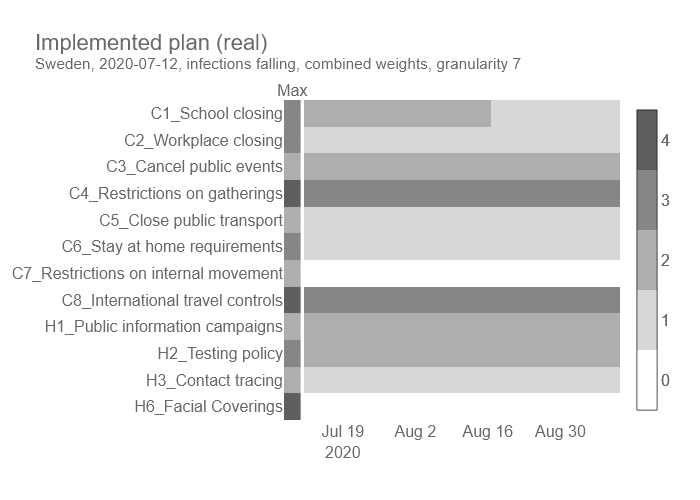 Implemented plan (real)
Sweden, 2020-07-12, infections falling, combined weights, granularity 7
Max
C1_School closing
C2_Workplace closing
C3_Cancel public events
C4_Restrictions on gatherings
C5_Close public transport
C6_Stay at home requirements
C7_Restrictions on internal movement
C8_International travel controls
H1_Public information campaigns
H2_Testing policy
H3_Contact tracing
H6_Facial Coverings
Jul 19 Aug 2 Aug 16 Aug 30
2020
4
3
2
1
0